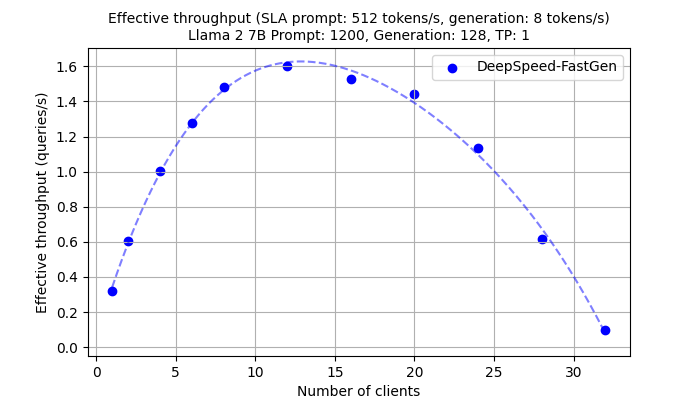 Effective throughput (SLA prompt: 512 tokens/s, generation: 8 tokens/s)
Llama 2 7B Prompt: 1200, Generation: 128, TP: 1
DeepSpeed-FastGen
Effective throughput (queries/s)
1.6
1.4
1.2
1.0
0.8
0.6
0.4
0.2
0.0
0 5 10 15 20 25 30
Number of clients